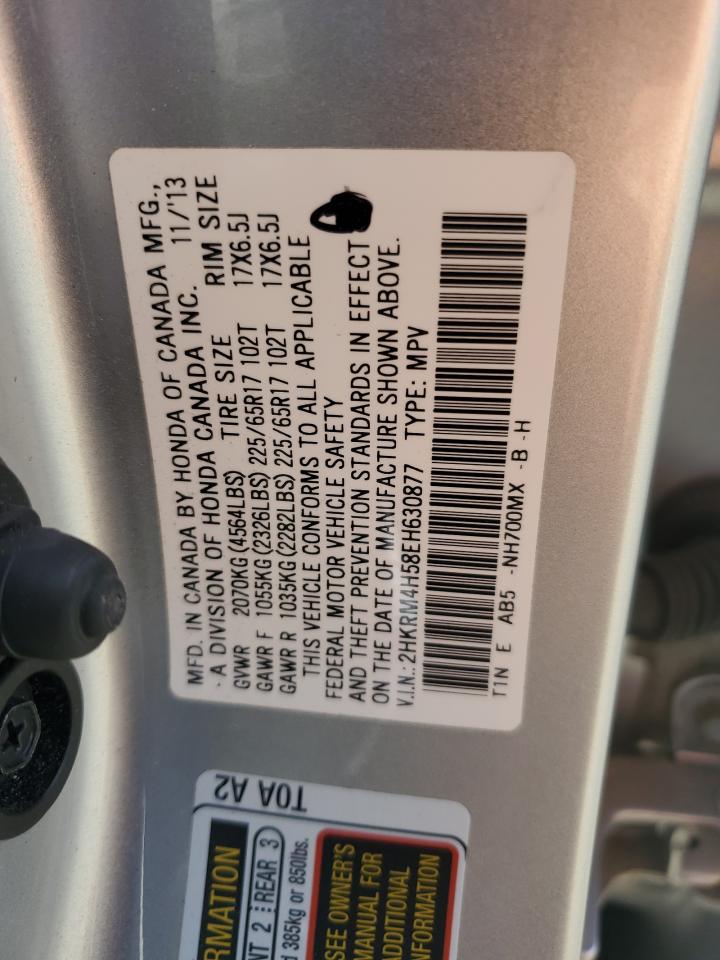 MFD. IN CANADA BY HONDA OF CANADA MFG.,
· A DIVISION OF HONDA CANADA INC. 11/'13
GVWR 2070KG (4564LBS) TIRE SIZE RIM SIZE
GAWR F 1055KG (2326LBS) 225/65R17 102T 17X6.5J
GAWR R 1035KG (2282LBS) 225/65R17 102T 17X6.5J
THIS VEHICLE CONFORMS TO ALL APPLICABLE
FEDERAL MOTOR VEHICLE SAFETY
AND THEFT PREVENTION STANDARDS IN EFFECT
ON THE DATE OF MANUFACTURE SHOWN ABOVE.
V.I.N.: 2HKRM4H58EH630877 TYPE: MPV
T1N E AB5 -NH700MX -B -H
T0A A2
RMATION
NT 2 REAR 3
d 385kg or 850lbs.
SEE OWNER'S
MANUAL FOR
ADDITIONAL
NFORMATION